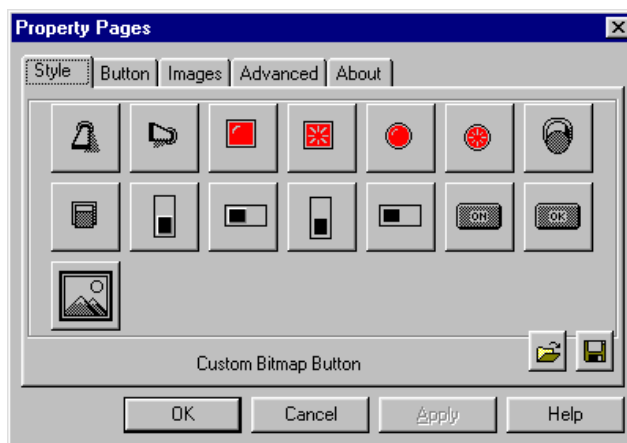 Property Pages
Style Button Images Advanced About
ON OK
Custom Bitmap Button
OK Cancel Apply Help